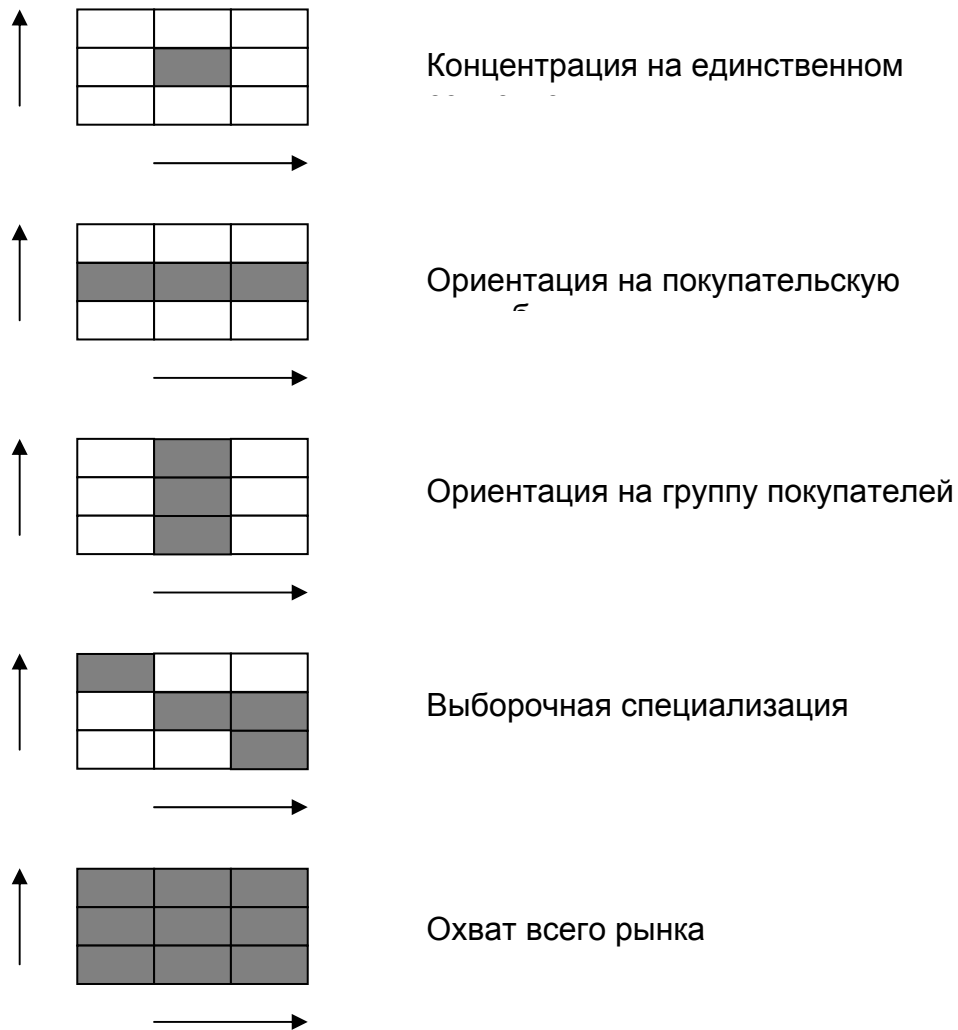 Концентрация на единственном
Ориентация на покупательскую
Ориентация на группу покупателей
Выборочная специализация
Охват всего рынка